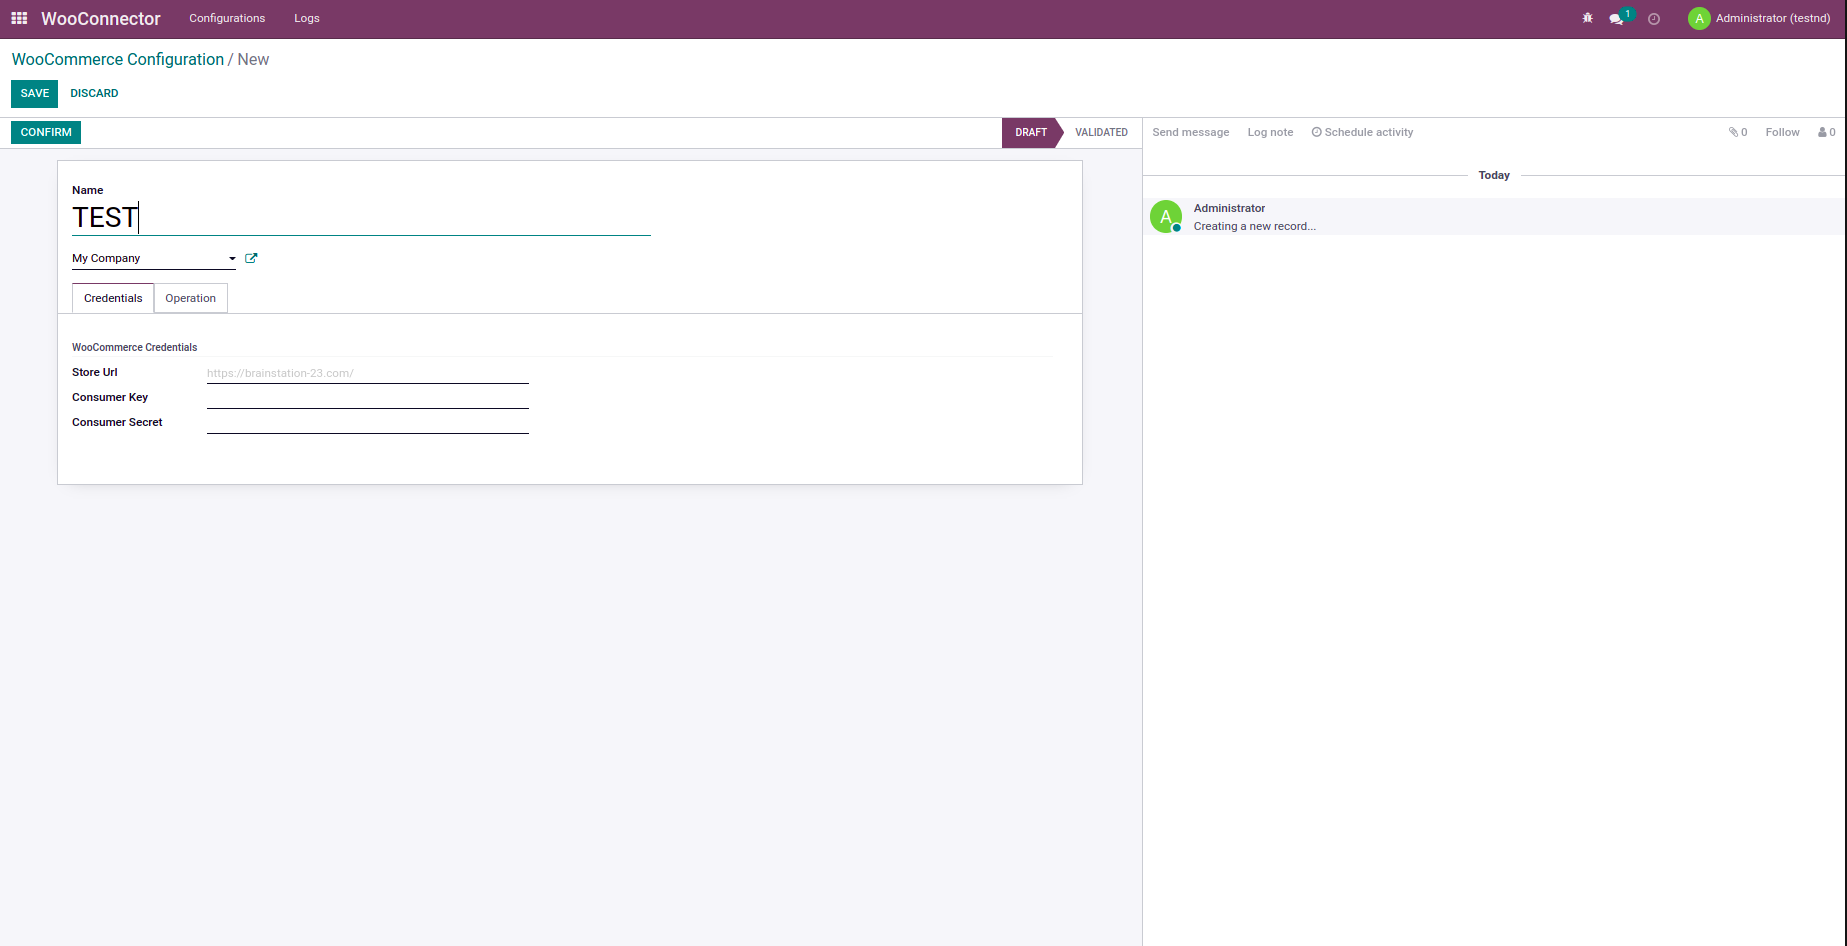 WooConnector Configurations Logs 1 A Administrator (testnd)
WooCommerce Configuration / New
SAVE DISCARD
CONFIRM DRAFT VALIDATED Send message Log note Schedule activity 0 Follow 0
Today
Name
TEST
A Administrator
Creating a new record...
My Company
Credentials Operation
WooCommerce Credentials
Store Url https://brainstation-23.com/
Consumer Key
Consumer Secret